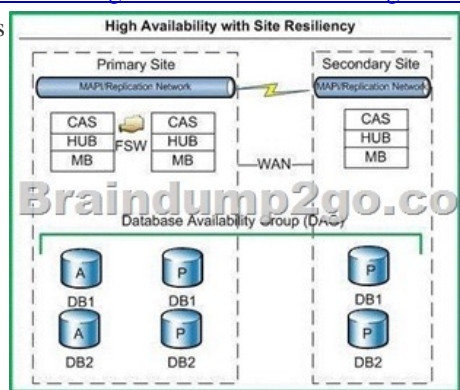 s
High Availability with Site Resiliency
Primary Site
Secondary Site
MAPI/Replication Network
MAPI/Replication Network
CAS
HUB
MB
FSW
CAS
HUB
MB
CAS
HUB
MB
WAN
Braindump2go.co
Database Availability Group (DAG)
A
P
P
DB1
DB1
DB1
A
P
P
DB2
DB2
DB2